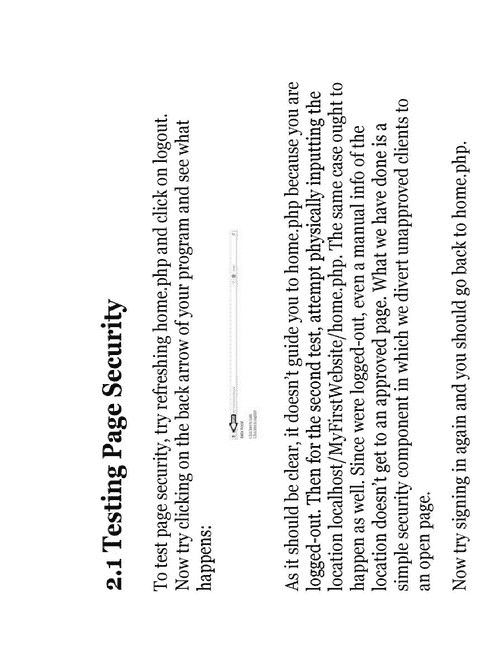 2.1 Testing Page Security
To test page security, try refreshing home.php and click on logout.
Now try clicking on the back arrow of your program and see what
happens:
As it should be clear, it doesn't guide you to home.php because you are
logged-out. Then for the second test, attempt physically inputting the
location localhost/MyFirstWebsite/home.php. The same case ought to
happen as well. Since were logged-out, even a manual info of the
location doesn't get to an approved page. What we have done is a
simple security component in which we divert unapproved clients to
an open page.
Now try signing in again and you should go back to home.php.